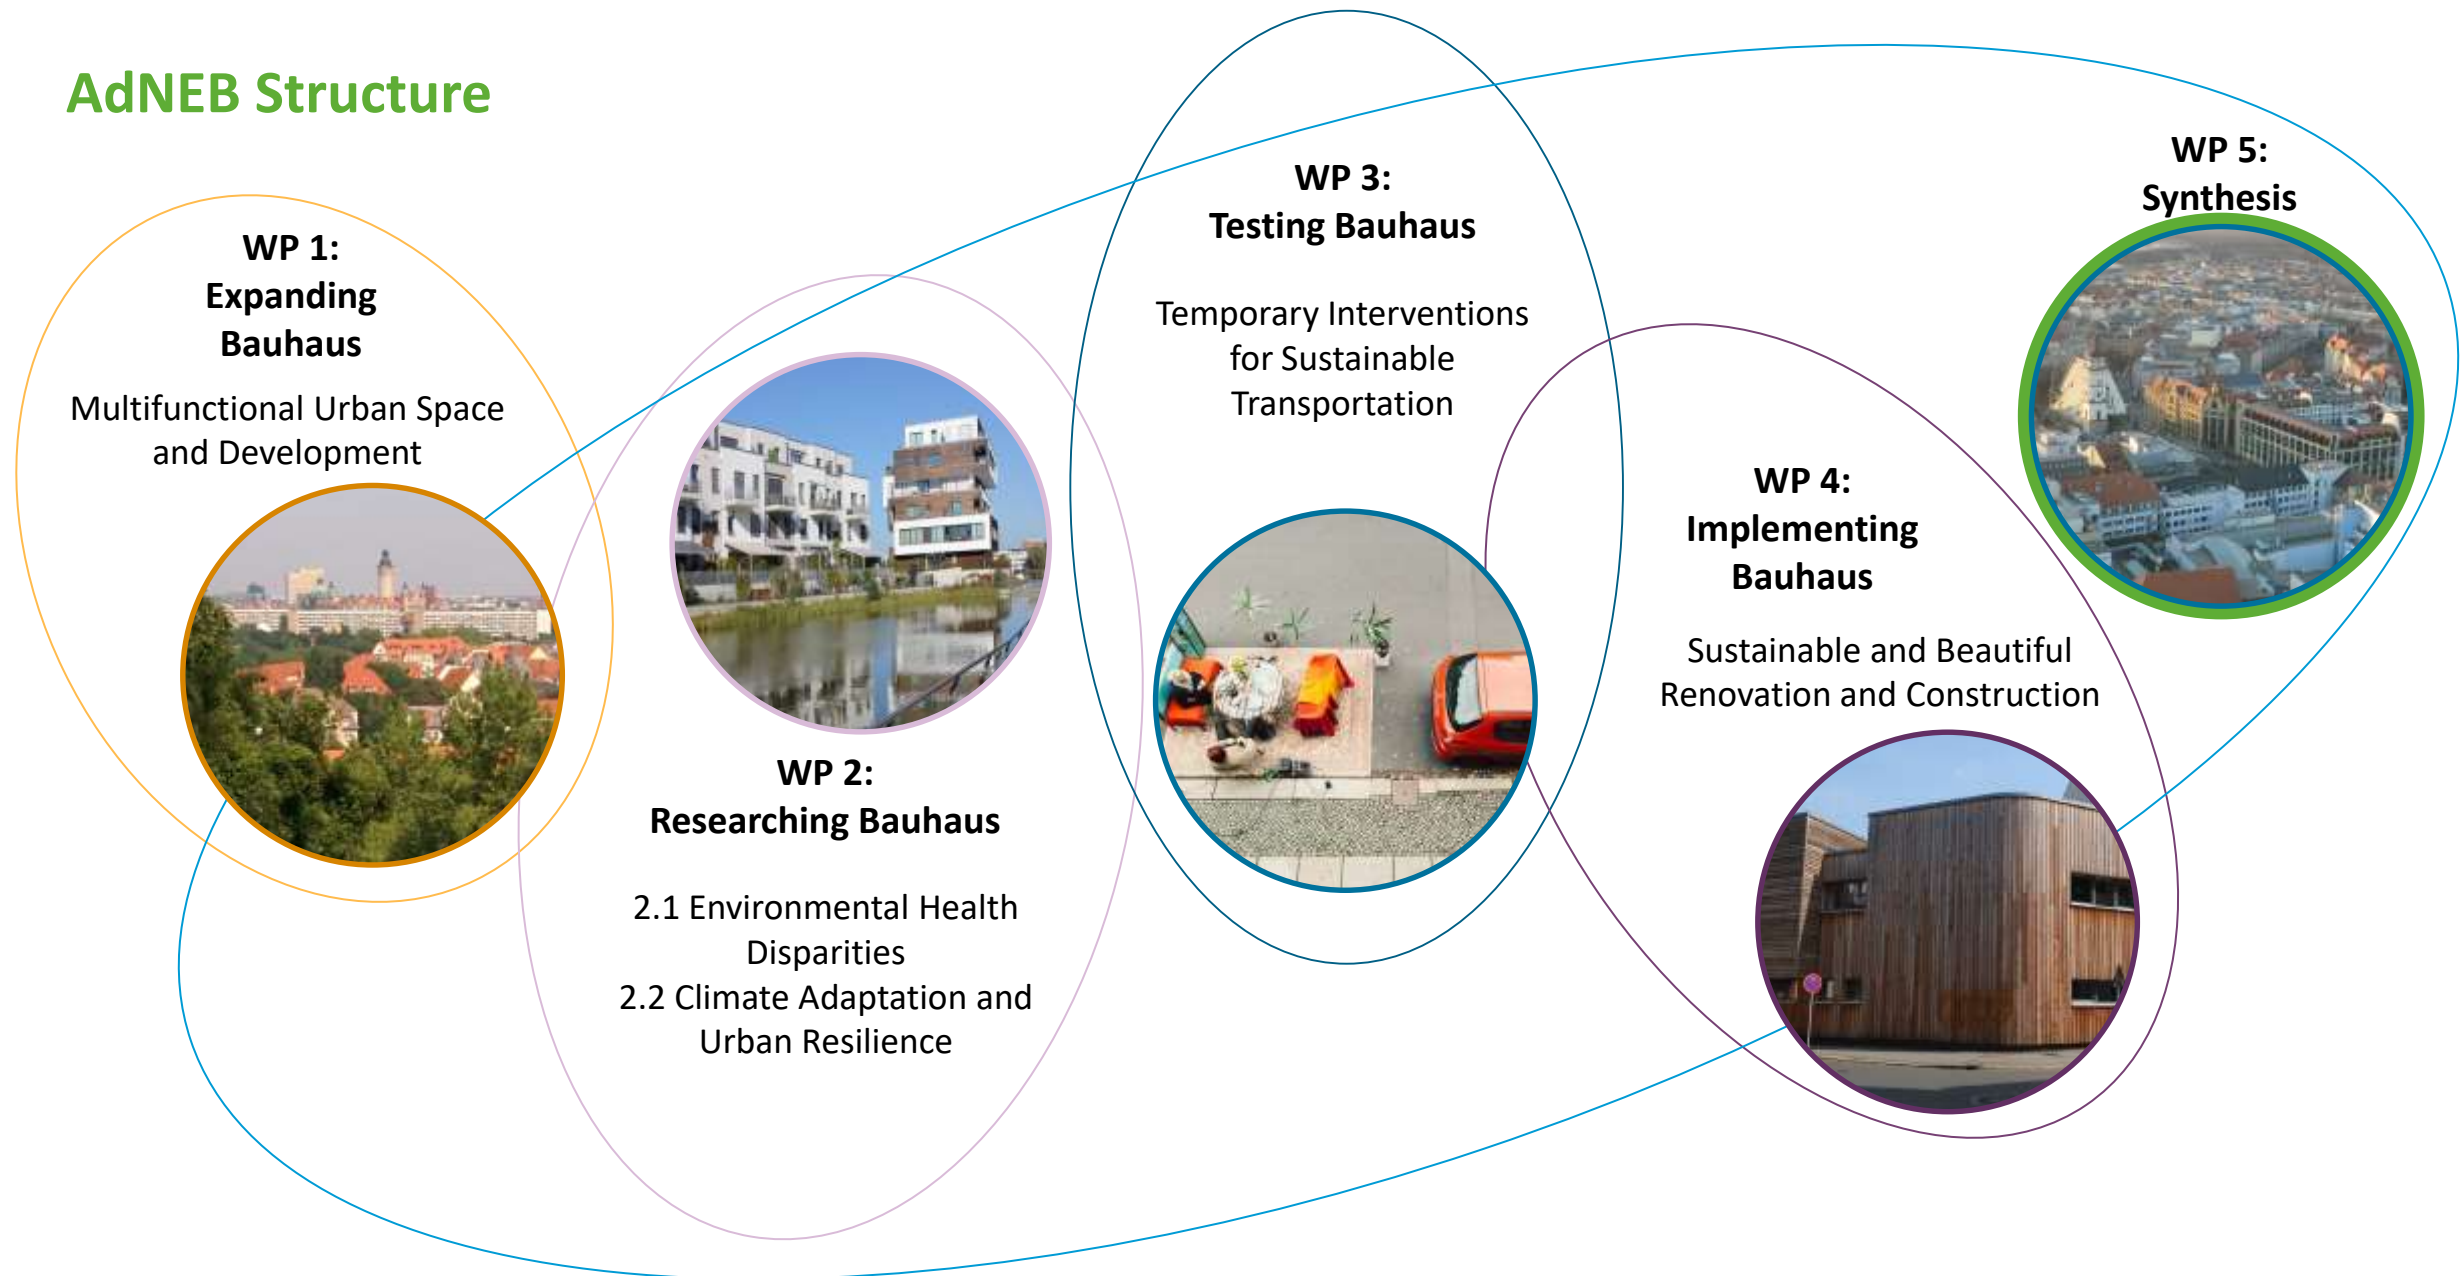 AdNEB Structure
WP 1:
Expanding
Bauhaus
Multifunctional Urban Space
and Development
WP 2:
Researching Bauhaus
2.1 Environmental Health
Disparities
2.2 Climate Adaptation and
Urban Resilience
WP 3:
Testing Bauhaus
Temporary Interventions
for Sustainable
Transportation
WP 4:
Implementing
Bauhaus
Sustainable and Beautiful
Renovation and Construction
WP 5:
Synthesis